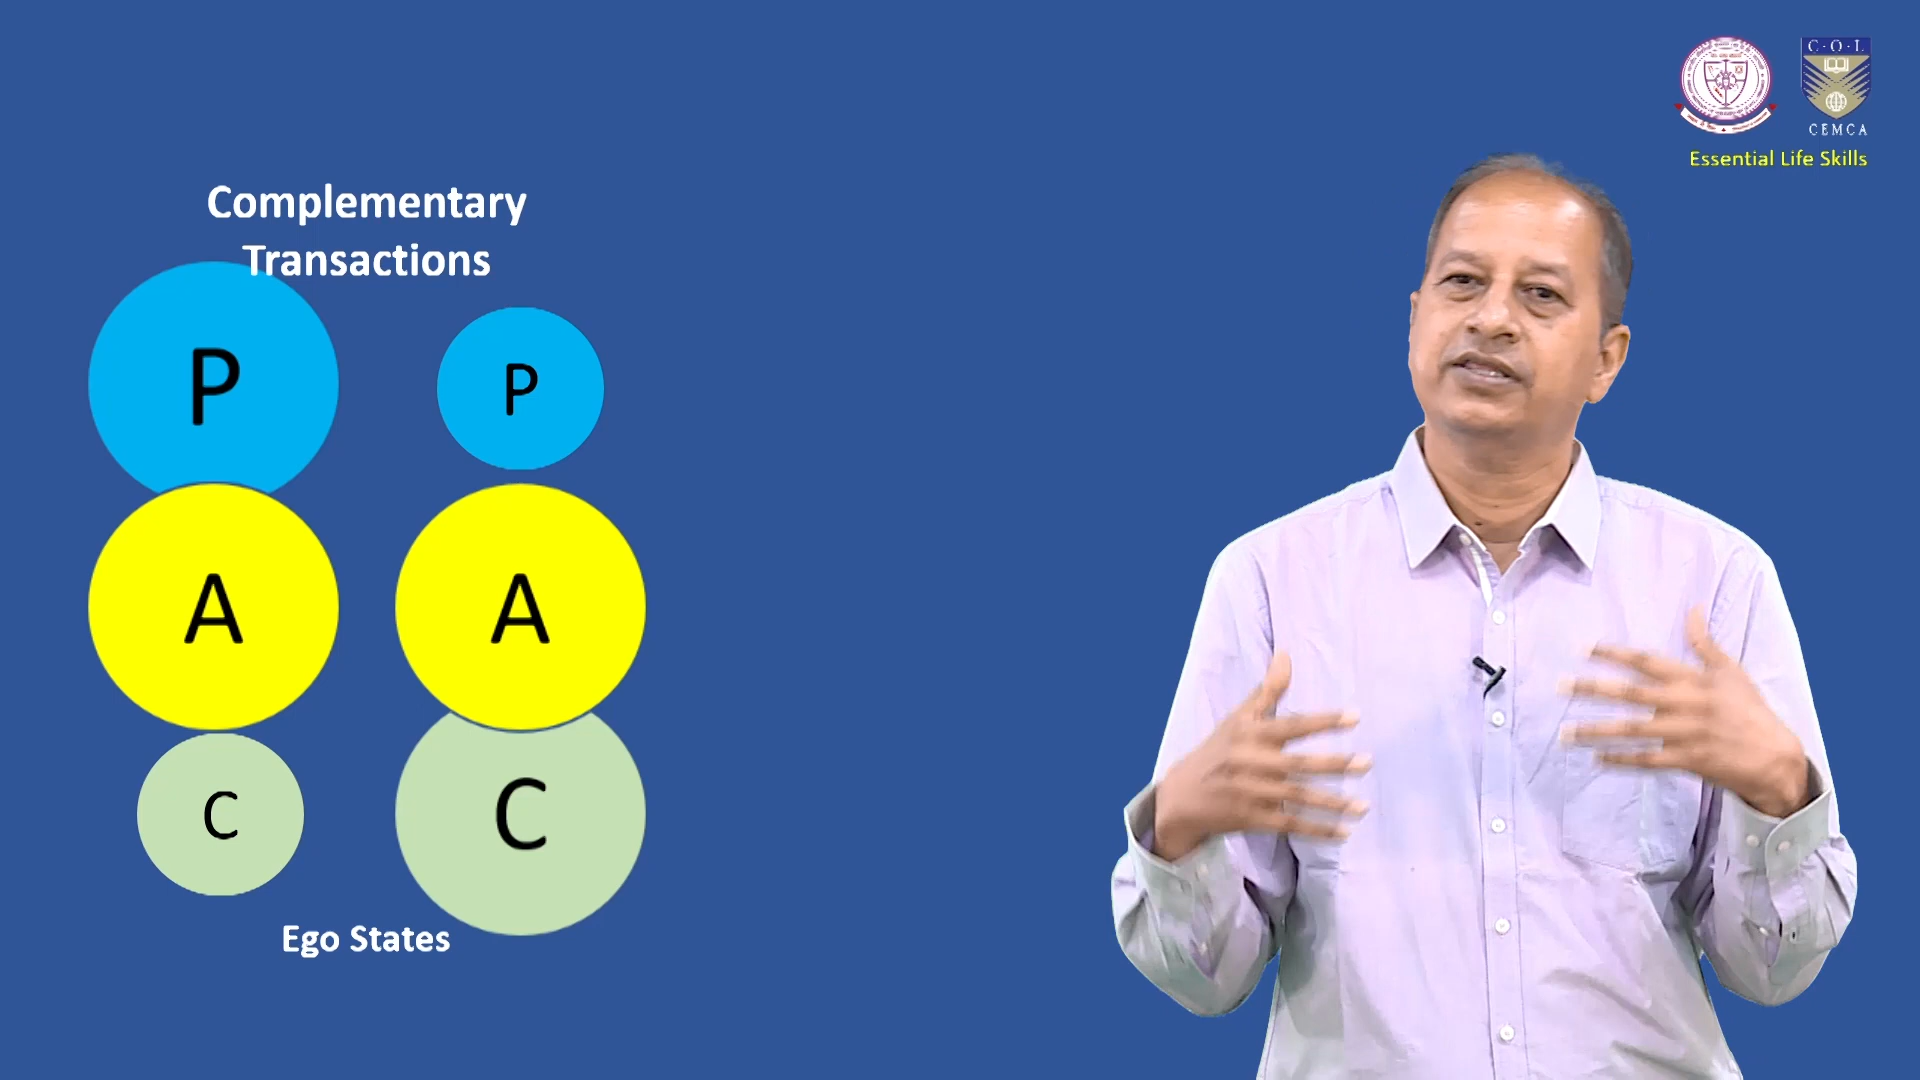 C·O·L
CEMCA
Essential Life Skills
Complementary
Transactions
P
P
A
A
C
C
Ego States